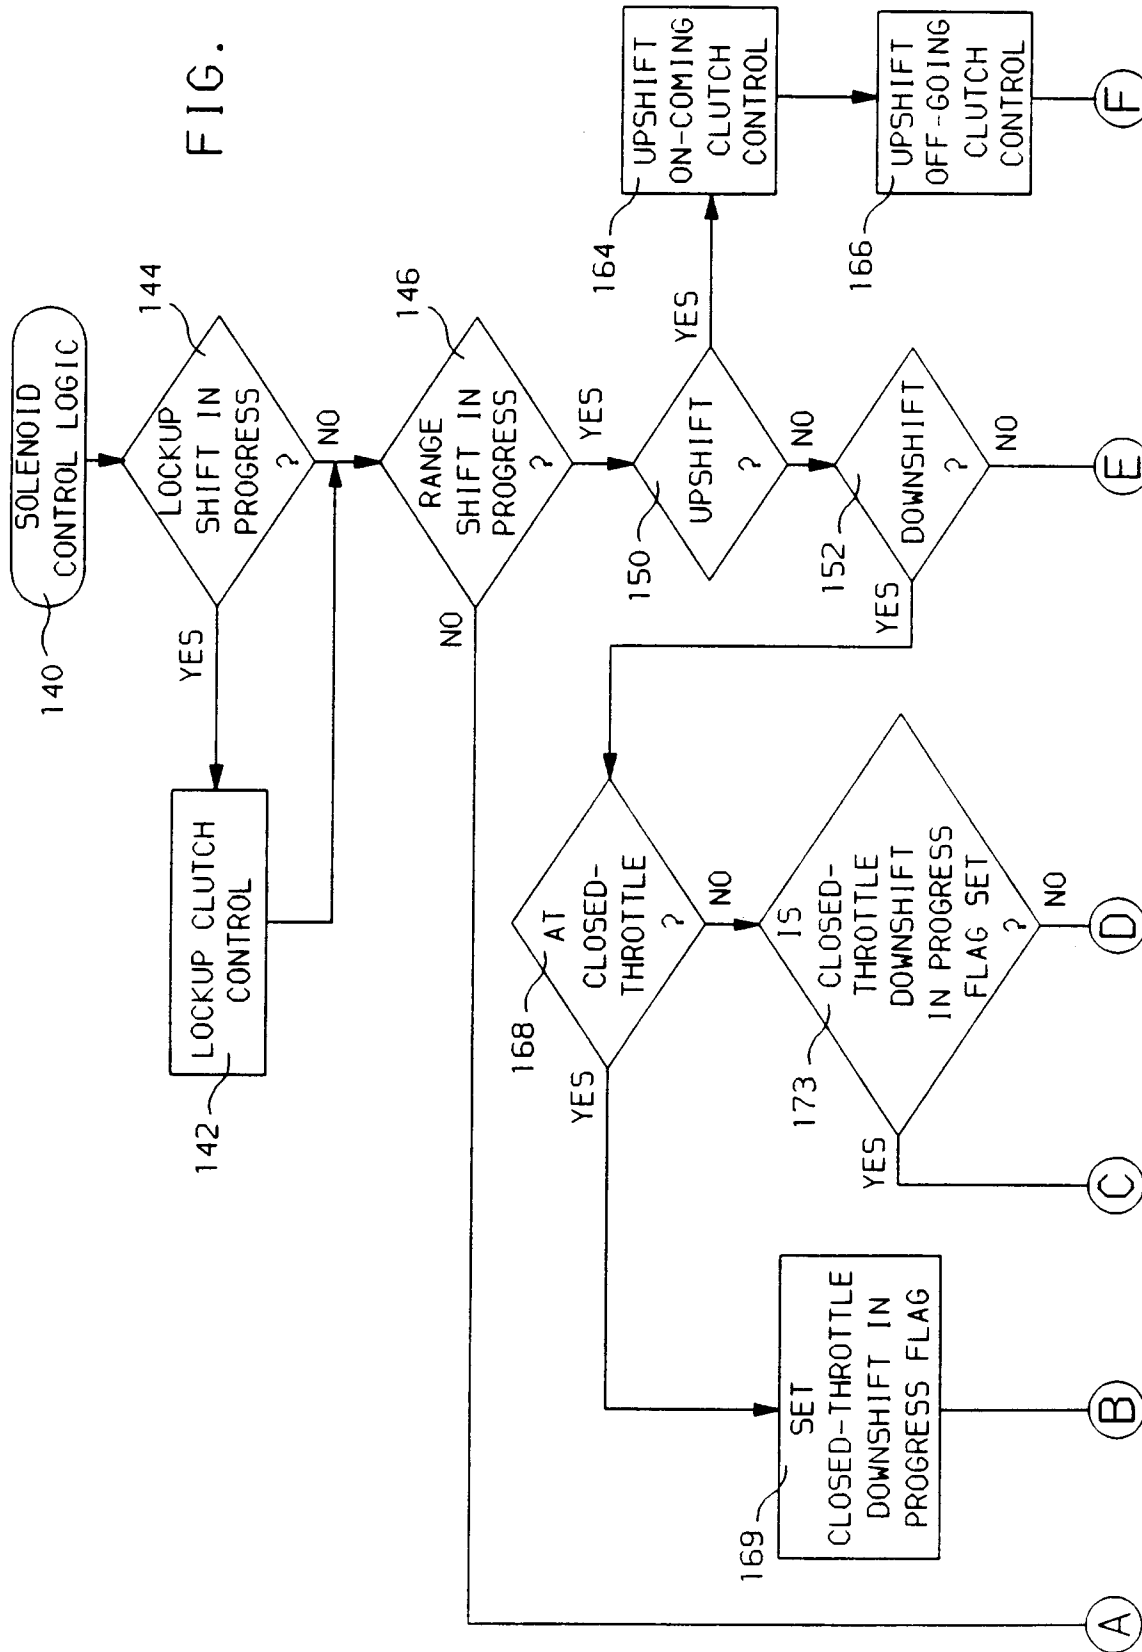 FIG.
SOLENOID
CONTROL LOGIC
140
LOCKUP
SHIFT IN
PROGRESS
?
144
YES
NO
LOCKUP CLUTCH
CONTROL
142
RANGE
SHIFT IN
PROGRESS
?
146
NO
YES
UPSHIFT
?
150
YES
NO
UPSHIFT
ON-COMING
CLUTCH
CONTROL
164
UPSHIFT
OFF-GOING
CLUTCH
CONTROL
166
DOWNSHIFT
?
152
YES
NO
AT
CLOSED-
THROTTLE
?
168
YES
NO
IS
CLOSED-
THROTTLE
DOWNSHIFT
IN PROGRESS
FLAG SET
?
173
YES
NO
SET
CLOSED-THROTTLE
DOWNSHIFT IN
PROGRESS FLAG
169
A
B
C
D
E
F